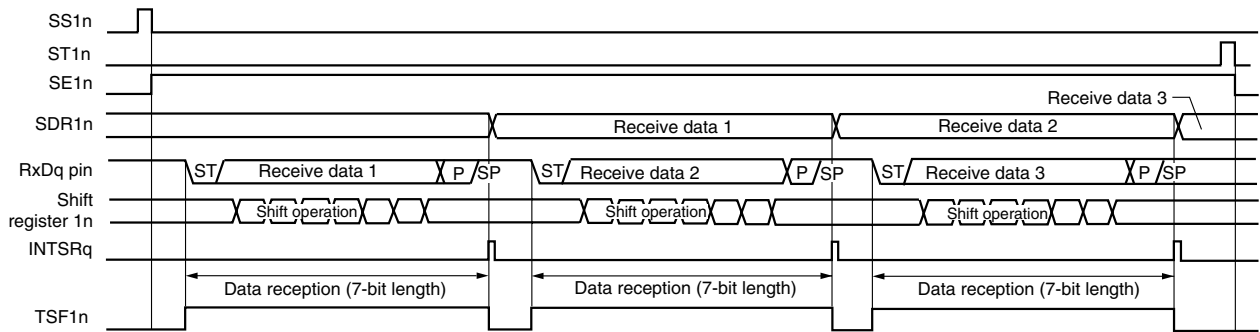 SS1n
ST1n
SE1n
Receive data 3
SDR1n
Receive data 1
Receive data 2
RxDq pin
ST
Receive data 1
P
SP
ST
Receive data 2
P
SP
ST
Receive data 3
P
SP
Shift
register 1n
Shift operation
Shift operation
Shift operation
INTSRq
Data reception (7-bit length)
Data reception (7-bit length)
Data reception (7-bit length)
TSF1n